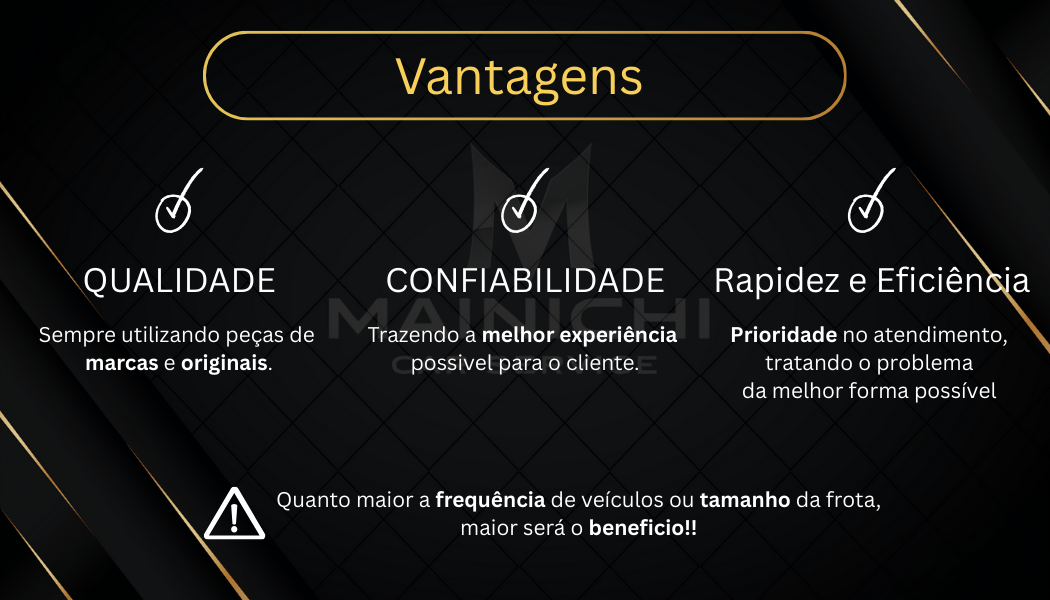 Vantagens
QUALIDADE
Sempre utilizando peças de
marcas e originais.
CONFIABILIDADE
Trazendo a melhor experiência
possivel para o cliente.
Rapidez e Eficiência
Prioridade no atendimento,
tratando o problema
da melhor forma possível
MAINICHI
CAR SERVICE
Quanto maior a frequência de veículos ou tamanho da frota,
maior será o beneficio!!